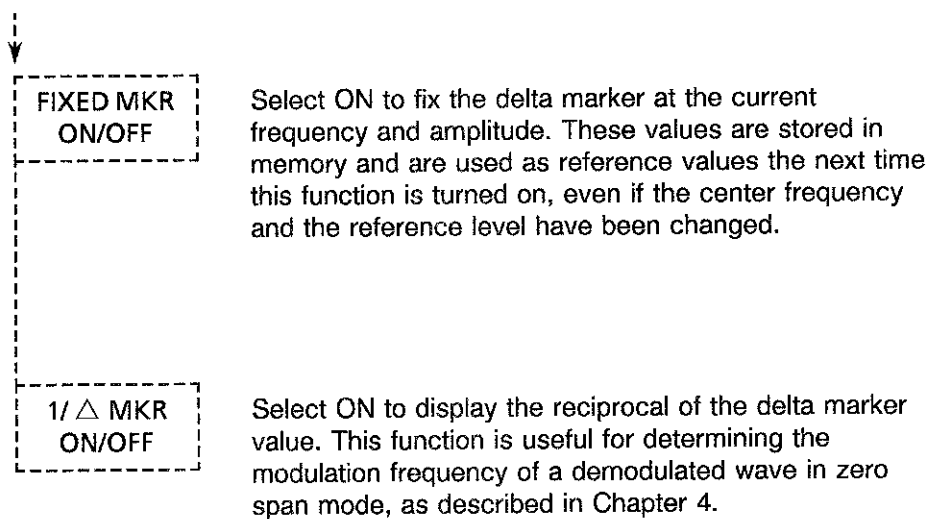 FIXED MKR
ON/OFF
Select ON to fix the delta marker at the current
frequency and amplitude. These values are stored in
memory and are used as reference values the next time
this function is turned on, even if the center frequency
and the reference level have been changed.
1/ △ MKR
ON/OFF
Select ON to display the reciprocal of the delta marker
value. This function is useful for determining the
modulation frequency of a demodulated wave in zero
span mode, as described in Chapter 4.